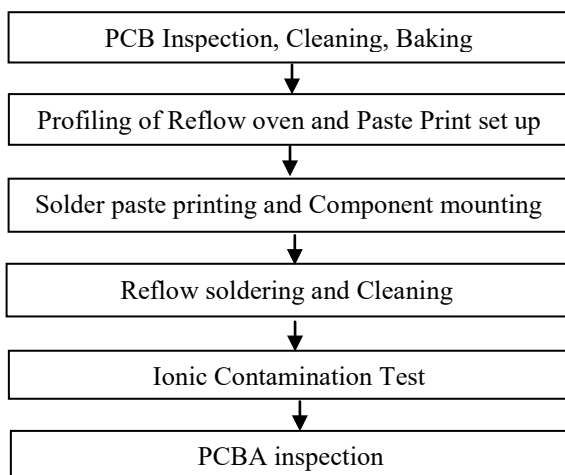 PCB Inspection, Cleaning, Baking
Profiling of Reflow oven and Paste Print set up
Solder paste printing and Component mounting
Reflow soldering and Cleaning
Ionic Contamination Test
PCBA inspection